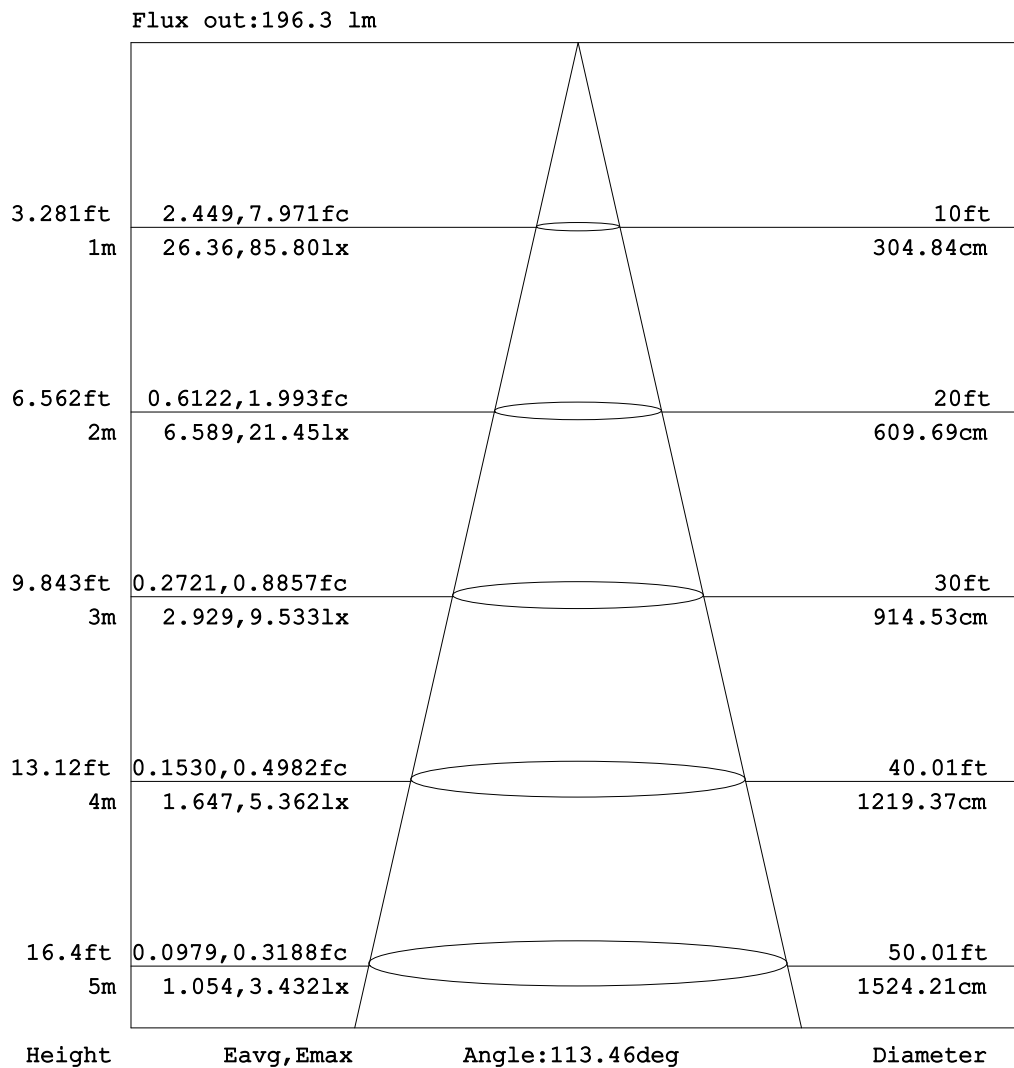 Flux out:196.3 lm
3.281ft 2.449,7.971fc 10ft
1m 26.36,85.80lx 304.84cm
6.562ft 0.6122,1.993fc 20ft
2m 6.589,21.45lx 609.69cm
9.843ft 0.2721,0.8857fc 30ft
3m 2.929,9.533lx 914.53cm
13.12ft 0.1530,0.4982fc 40.01ft
4m 1.647,5.362lx 1219.37cm
16.4ft 0.0979,0.3188fc 50.01ft
5m 1.054,3.432lx 1524.21cm
Height Eavg,Emax Angle:113.46deg Diameter